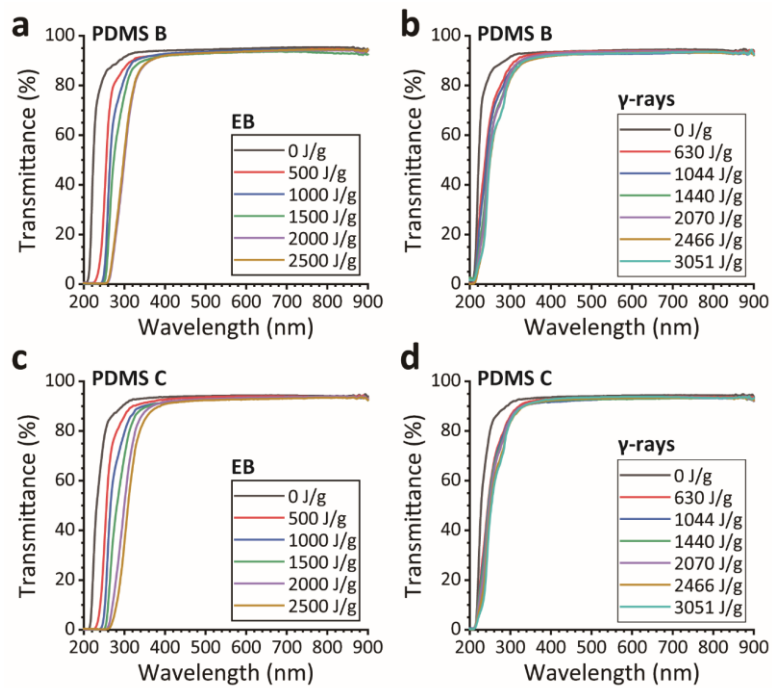 a PDMS B
100
80
60
40
20
0
Transmittance (%)
EB
0 J/g
500 J/g
1000 J/g
1500 J/g
2000 J/g
2500 J/g
200 300 400 500 600 700 800 900
Wavelength (nm)
b PDMS B
100
80
60
40
20
0
Transmittance (%)
γ-rays
0 J/g
630 J/g
1044 J/g
1440 J/g
2070 J/g
2466 J/g
3051 J/g
200 300 400 500 600 700 800 900
Wavelength (nm)
c PDMS C
100
80
60
40
20
0
Transmittance (%)
EB
0 J/g
500 J/g
1000 J/g
1500 J/g
2000 J/g
2500 J/g
200 300 400 500 600 700 800 900
Wavelength (nm)
d PDMS C
100
80
60
40
20
0
Transmittance (%)
γ-rays
0 J/g
630 J/g
1044 J/g
1440 J/g
2070 J/g
2466 J/g
3051 J/g
200 300 400 500 600 700 800 900
Wavelength (nm)